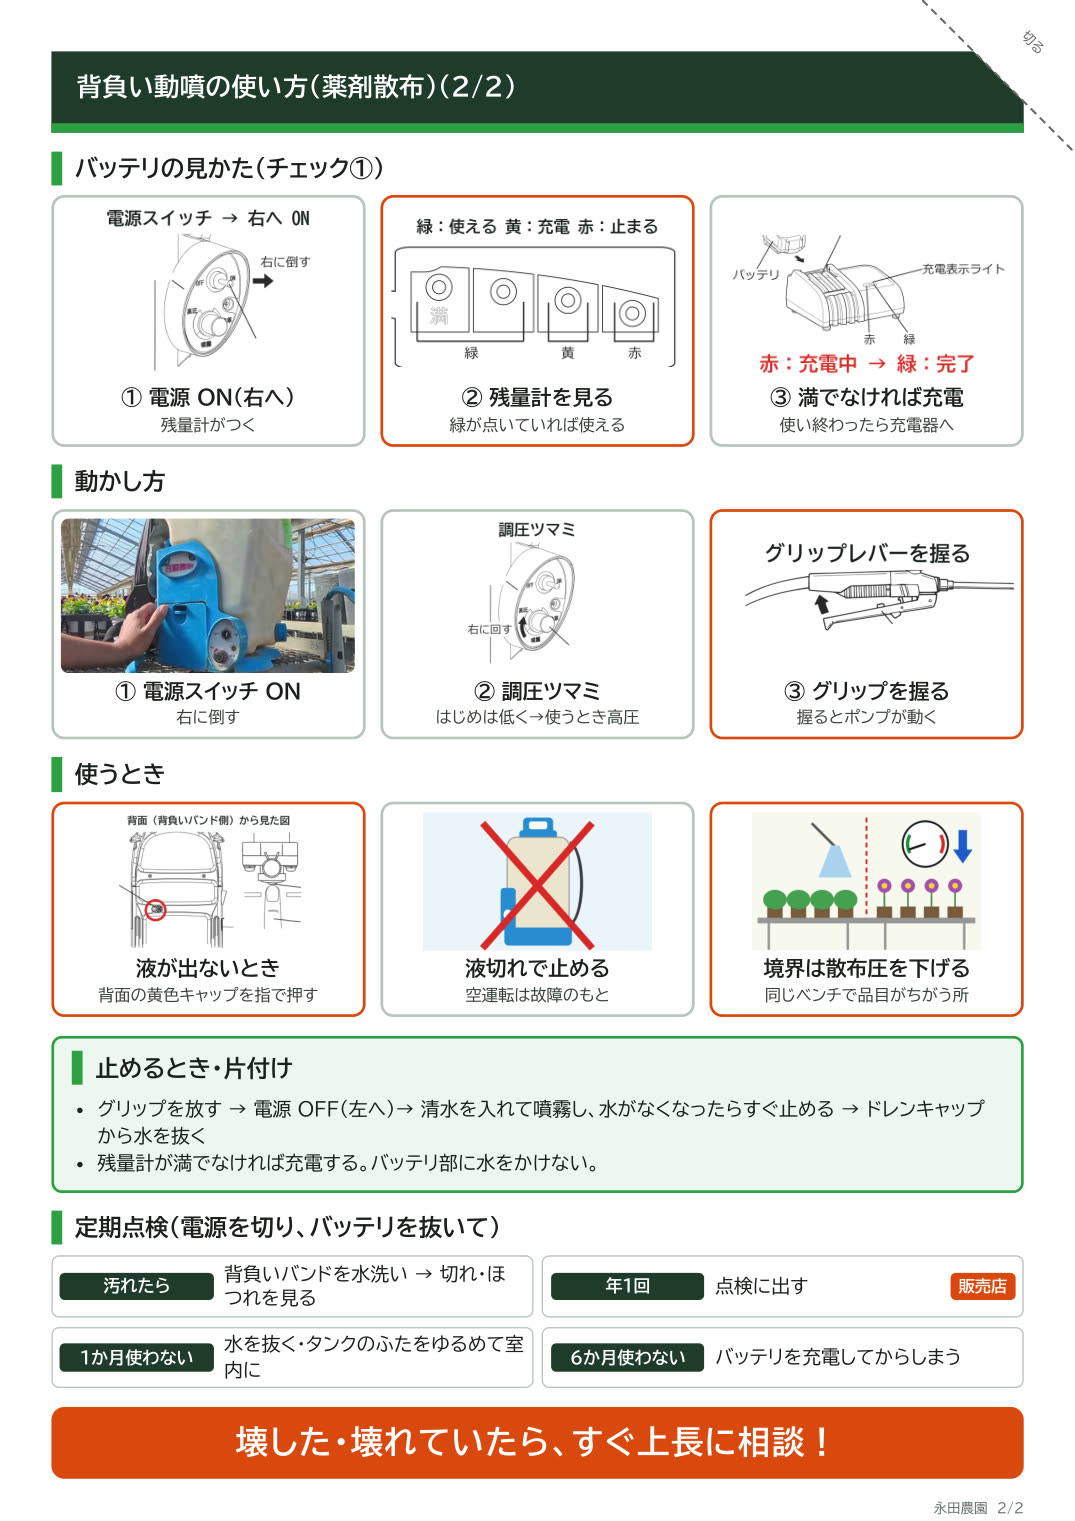 切る
背負い動噴の使い方(薬剤散布)(2/2)
バッテリの見かた(チェック①)
電源スイッチ → 右へ ON
右に倒す
OFF
ON
① 電源 ON(右へ)
残量計がつく
緑：使える 黄：充電 赤：止まる
満
緑
黄
赤
② 残量計を見る
緑が点いていれば使える
バッテリ
充電表示ライト
赤
緑
赤：充電中 → 緑：完了
③ 満でなければ充電
使い終わったら充電器へ
動かし方
① 電源スイッチ ON
右に倒す
調圧ツマミ
OFF
ON
右に回す
② 調圧ツマミ
はじめは低く→使うとき高圧
グリップレバーを握る
③ グリップを握る
握るとポンプが動く
使うとき
背面（背負いバンド側）から見た図
液が出ないとき
背面の黄色キャップを指で押す
液切れで止める
空運転は故障のもと
境界は散布圧を下げる
同じベンチで品目がちがう所
止めるとき・片付け
• グリップを放す → 電源 OFF(左へ)→ 清水を入れて噴霧し、水がなくなったらすぐ止める → ドレンキャップ
から水を抜く
• 残量計が満でなければ充電する。バッテリ部に水をかけない。
定期点検(電源を切り、バッテリを抜いて)
汚れたら
背負いバンドを水洗い → 切れ・ほ
つれを見る
年1回
点検に出す
販売店
1か月使わない
水を抜く・タンクのふたをゆるめて室
内に
6か月使わない
バッテリを充電してからしまう
壊した・壊れていたら、すぐ上長に相談！
永田農園 2/2